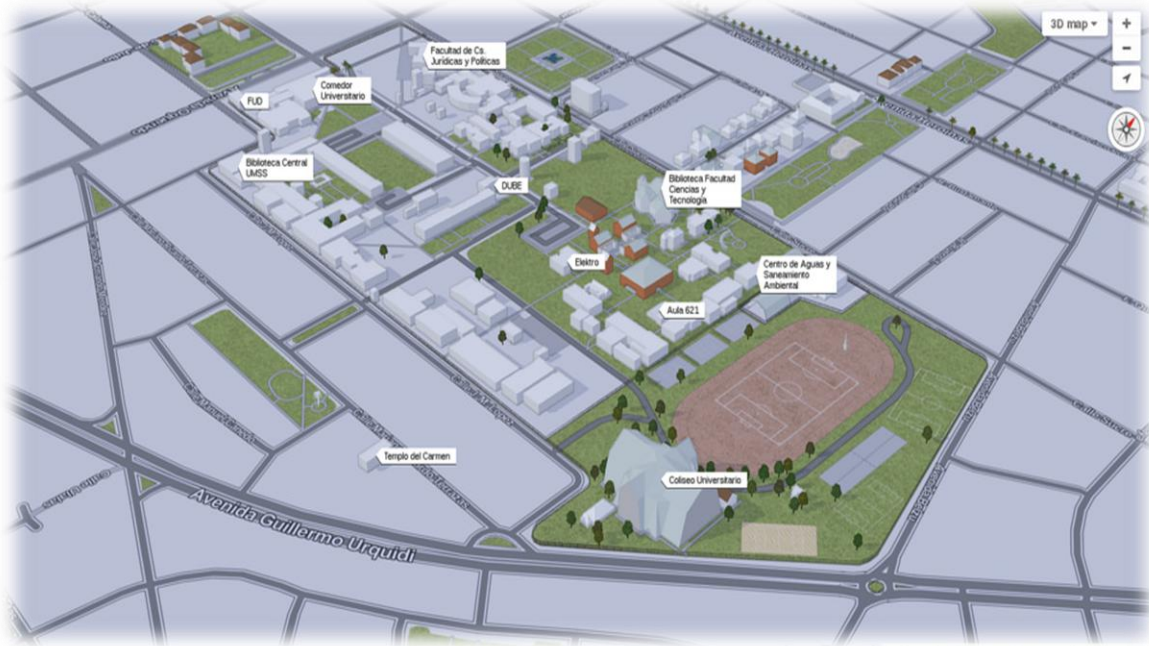 3D map
+
−
Facultad de Cs.
Jurídicas y Políticas
Comedor
Universitario
FUD
Biblioteca Central
UMSS
DUBE
Biblioteca Facultad
Ciencias y
Tecnología
Elektro
Centro de Aguas y
Saneamiento
Ambiental
Aula 621
Templo del Carmen
Coliseo Universitario
Avenida Guillermo Urquidi